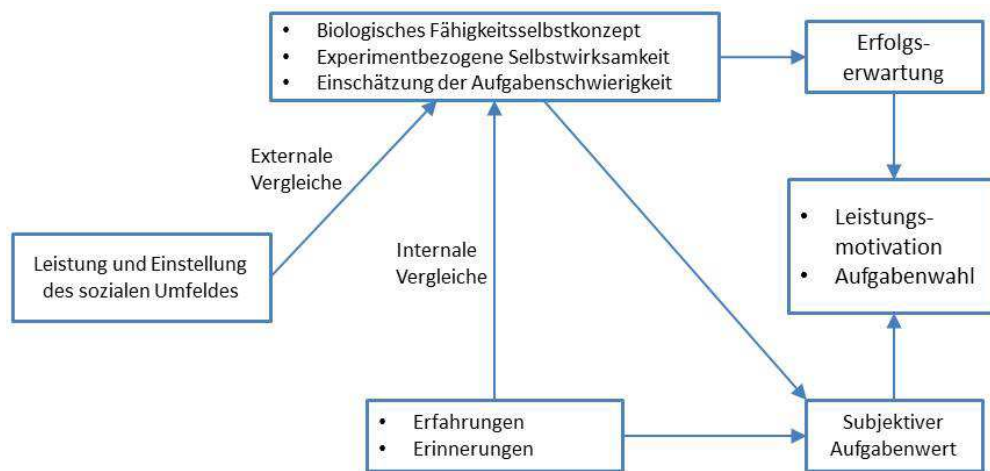 • Biologisches Fähigkeitsselbstkonzept
• Experimentbezogene Selbstwirksamkeit
• Einschätzung der Aufgabenschwierigkeit
Erfolgs-
erwartung
Externale
Vergleiche
Leistung und Einstellung
des sozialen Umfeldes
Internale
Vergleiche
• Leistungs-
motivation
• Aufgabenwahl
• Erfahrungen
• Erinnerungen
Subjektiver
Aufgabenwert